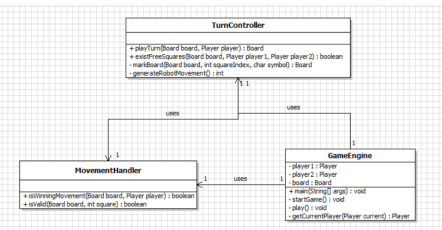 TurnController
+ playTurn(Board board, Player player) : Board
+ existFreeSquares(Board board, Player player1, Player player2) : boolean
- markBoard(Board board, int squareIndex, char symbol) : Board
- generateRobotMovement() : int
1 1
uses
uses
1
1
MovementHandler
+ isWinningMovement(Board board, Player player) : boolean
+ isValid(Board board, int square) : boolean
1
uses
1
GameEngine
- player1 : Player
- player2 : Player
- board : Board
+ main(String[] args) : void
- startGame() : void
- play() : void
- getCurrentPlayer(Player current) : Player